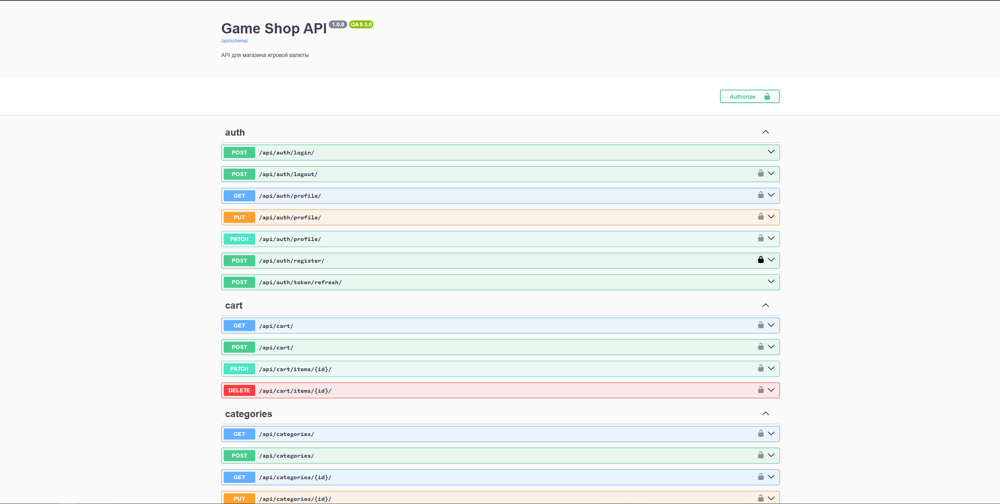 Game Shop API 1.0.0 OAS 3.0
/api/schema/
API для магазина игровой валюты
Authorize
auth
POST /api/auth/login/
POST /api/auth/logout/
GET /api/auth/profile/
PUT /api/auth/profile/
PATCH /api/auth/profile/
POST /api/auth/register/
POST /api/auth/token/refresh/
cart
GET /api/cart/
POST /api/cart/
PATCH /api/cart/items/{id}/
DELETE /api/cart/items/{id}/
categories
GET /api/categories/
POST /api/categories/
GET /api/categories/{id}/
PUT /api/categories/{id}/